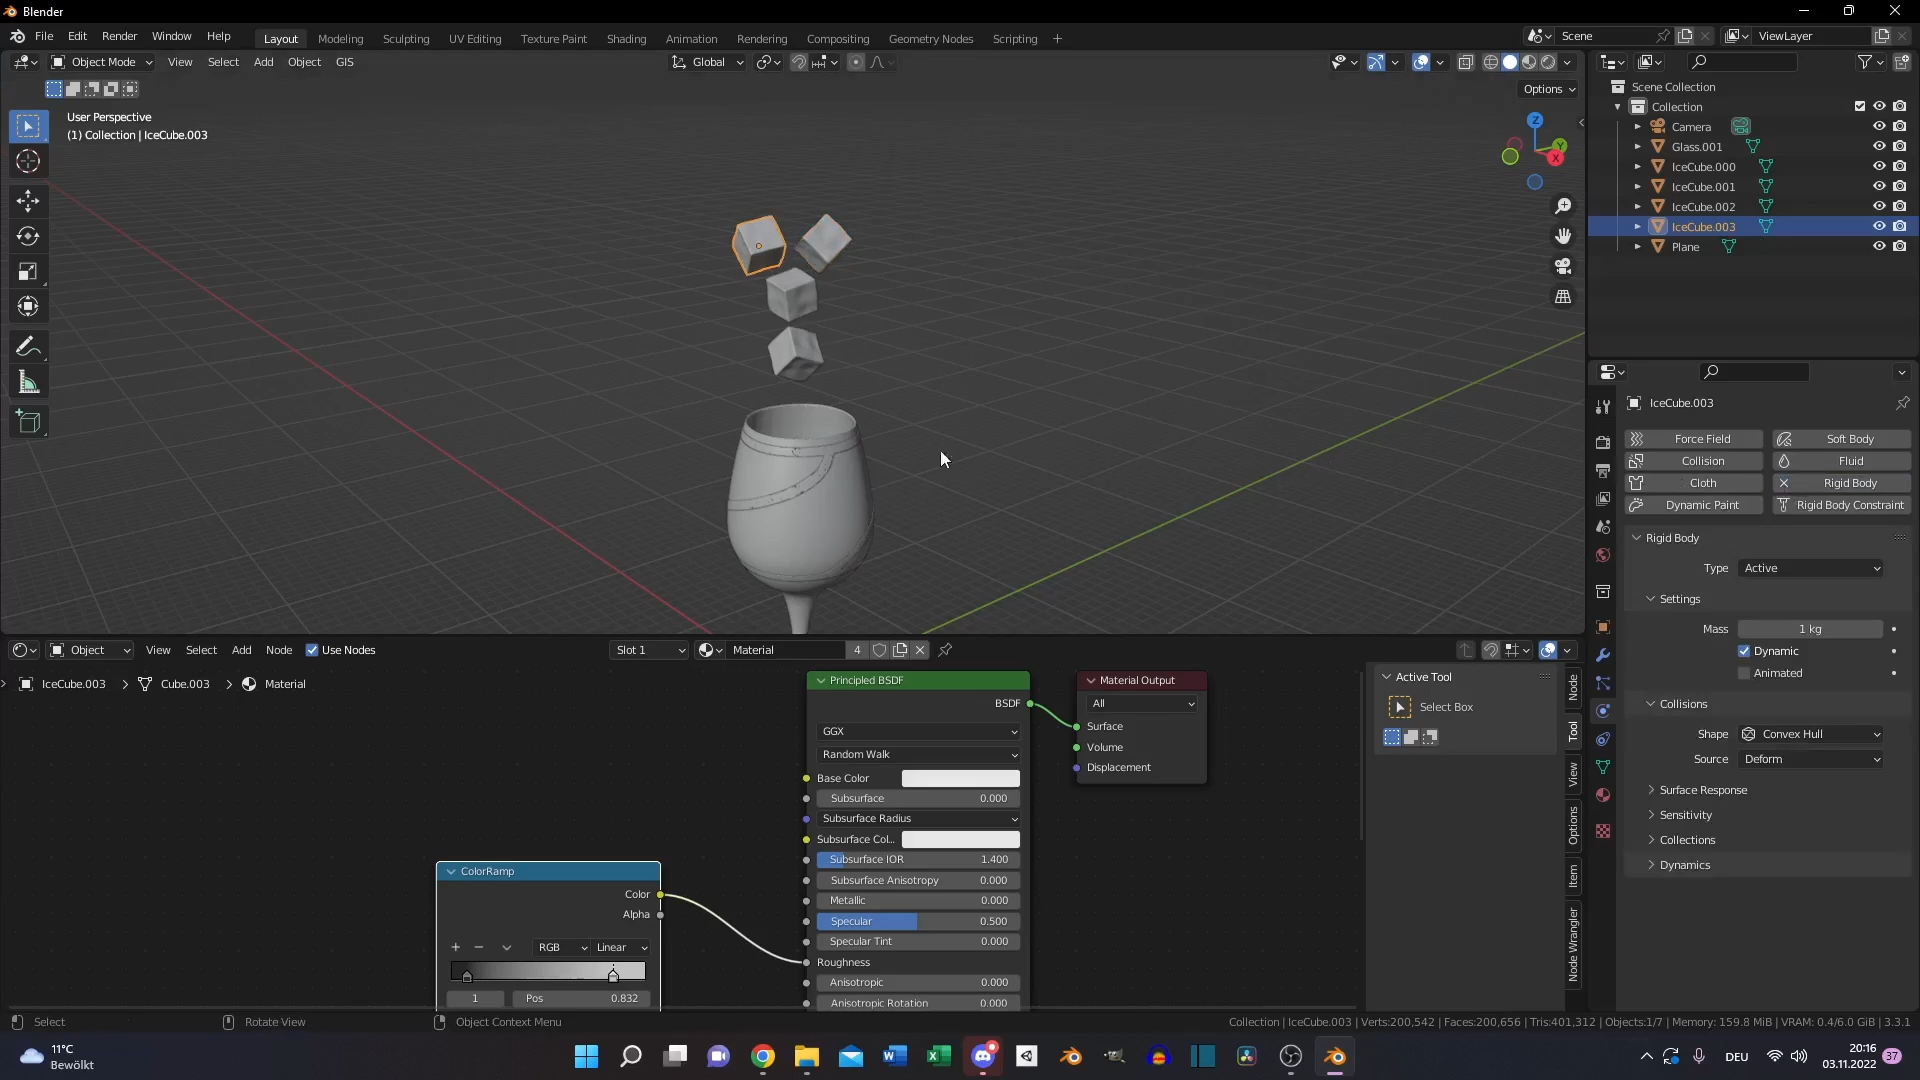 Blender
File Edit Render Window Help
Layout Modeling Sculpting UV Editing Texture Paint Shading Animation Rendering Compositing Geometry Nodes Scripting +
Scene
ViewLayer
Object Mode View Select Add Object GIS
Global
Options
User Perspective
(1) Collection | IceCube.003
Z
Y
X
Scene Collection
Collection
Camera
Glass.001
IceCube.000
IceCube.001
IceCube.002
IceCube.003
Plane
IceCube.003
Force Field Soft Body
Collision Fluid
Cloth Rigid Body
Dynamic Paint Rigid Body Constraint
Rigid Body
Type Active
Settings
Mass 1 kg
Dynamic
Animated
Collisions
Shape Convex Hull
Source Deform
Surface Response
Sensitivity
Collections
Dynamics
Object View Select Add Node Use Nodes
Slot 1
Material 4
IceCube.003 > Cube.003 > Material
Principled BSDF
BSDF
GGX
Random Walk
Base Color
Subsurface 0.000
Subsurface Radius
Subsurface Col..
Subsurface IOR 1.400
Subsurface Anisotropy 0.000
Metallic 0.000
Specular 0.500
Specular Tint 0.000
Roughness
Anisotropic 0.000
Anisotropic Rotation 0.000
Material Output
All
Surface
Volume
Displacement
ColorRamp
Color
Alpha
+ − RGB Linear
1 Pos 0.832
Active Tool
Select Box
Node
Tool
View
Options
Item
Node Wrangler
Select Rotate View Object Context Menu
Collection | IceCube.003 | Verts:200,542 | Faces:200,656 | Tris:401,312 | Objects:1/7 | Memory: 159.8 MiB | VRAM: 0.4/6.0 GiB | 3.3.1
11°C
Bewölkt
DEU
20:16
03.11.2022
37